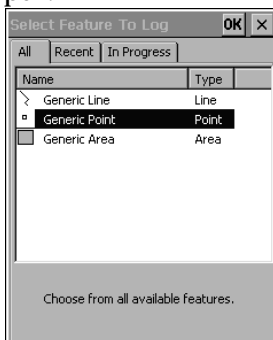 Select Feature To Log OK ×
All Recent In Progress
Name Type
Generic Line Line
Generic Point Point
Generic Area Area
Choose from all available features.